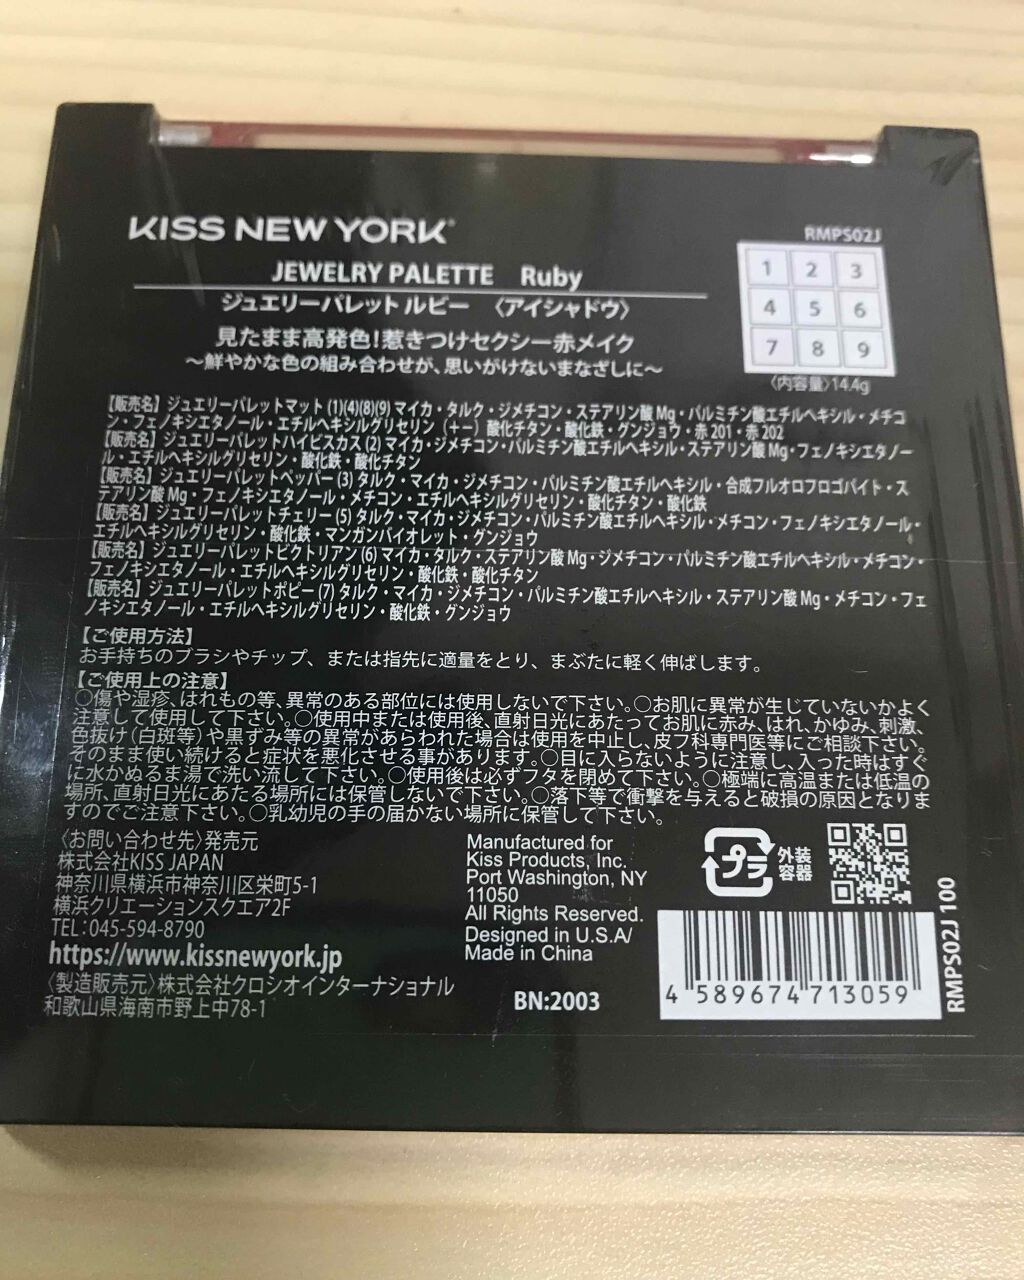 KISS NEW YORK®
RMPS02J
JEWELRY PALETTE Ruby
ジュエリーパレット ルビー 〈アイシャドウ〉
見たまま高発色!惹きつけセクシー赤メイク
～鮮やかな色の組み合わせが、思いがけないまなざしに～
1 2 3
4 5 6
7 8 9
〈内容量〉14.4g
【販売名】ジュエリーパレットマット (1)(4)(8)(9) マイカ・タルク・ジメチコン・ステアリン酸 Mg・パルミチン酸エチルヘキシル・メチコ
ン・フェノキシエタノール・エチルヘキシルグリセリン (+−) 酸化チタン・酸化鉄・グンジョウ・赤 201・赤 202
【販売名】ジュエリーパレットハイビスカス (2) マイカ・ジメチコン・パルミチン酸エチルヘキシル・ステアリン酸 Mg・フェノキシエタノー
ル・エチルヘキシルグリセリン・酸化鉄・酸化チタン
【販売名】ジュエリーパレットペッパー (3) タルク・マイカ・ジメチコン・パルミチン酸エチルヘキシル・合成フルオロフロゴパイト・ス
テアリン酸 Mg・フェノキシエタノール・メチコン・エチルヘキシルグリセリン・酸化チタン・酸化鉄
【販売名】ジュエリーパレットチェリー (5) タルク・マイカ・ジメチコン・パルミチン酸エチルヘキシル・メチコン・フェノキシエタノール・
エチルヘキシルグリセリン・酸化鉄・マンガンバイオレット・グンジョウ
【販売名】ジュエリーパレットビクトリアン (6) マイカ・タルク・ステアリン酸 Mg・ジメチコン・パルミチン酸エチルヘキシル・メチコン・
フェノキシエタノール・エチルヘキシルグリセリン・酸化鉄・酸化チタン
【販売名】ジュエリーパレットポピー (7) タルク・マイカ・ジメチコン・パルミチン酸エチルヘキシル・ステアリン酸 Mg・メチコン・フェ
ノキシエタノール・エチルヘキシルグリセリン・酸化鉄・グンジョウ
【ご使用方法】
お手持ちのブラシやチップ、または指先に適量をとり、まぶたに軽く伸ばします。
【ご使用上の注意】
○傷や湿疹、はれもの等、異常のある部位には使用しないで下さい。○お肌に異常が生じていないかよく
注意して使用して下さい。○使用中または使用後、直射日光にあたってお肌に赤み、はれ、かゆみ、刺激、
色抜け(白斑等)や黒ずみ等の異常があらわれた場合は使用を中止し、皮フ科専門医等にご相談下さい。
そのまま使い続けると症状を悪化させる事があります。○目に入らないように注意し、入った時はすぐ
に水かぬるま湯で洗い流して下さい。○使用後は必ずフタを閉めて下さい。○極端に高温または低温の
場所、直射日光にあたる場所には保管しないで下さい。○落下等で衝撃を与えると破損の原因となりま
すのでご注意下さい。○乳幼児の手の届かない場所に保管して下さい。
〈お問い合わせ先〉発売元
株式会社KISS JAPAN
神奈川県横浜市神奈川区栄町5-1
横浜クリエーションスクエア2F
TEL:045-594-8790
https://www.kissnewyork.jp
〈製造販売元〉株式会社クロシオインターナショナル
和歌山県海南市野上中78-1
Manufactured for
Kiss Products, Inc.
Port Washington, NY
11050
All Rights Reserved.
Designed in U.S.A/
Made in China
BN:2003
プラ
外装
容器
4 589674 713059
RMPS02J 100